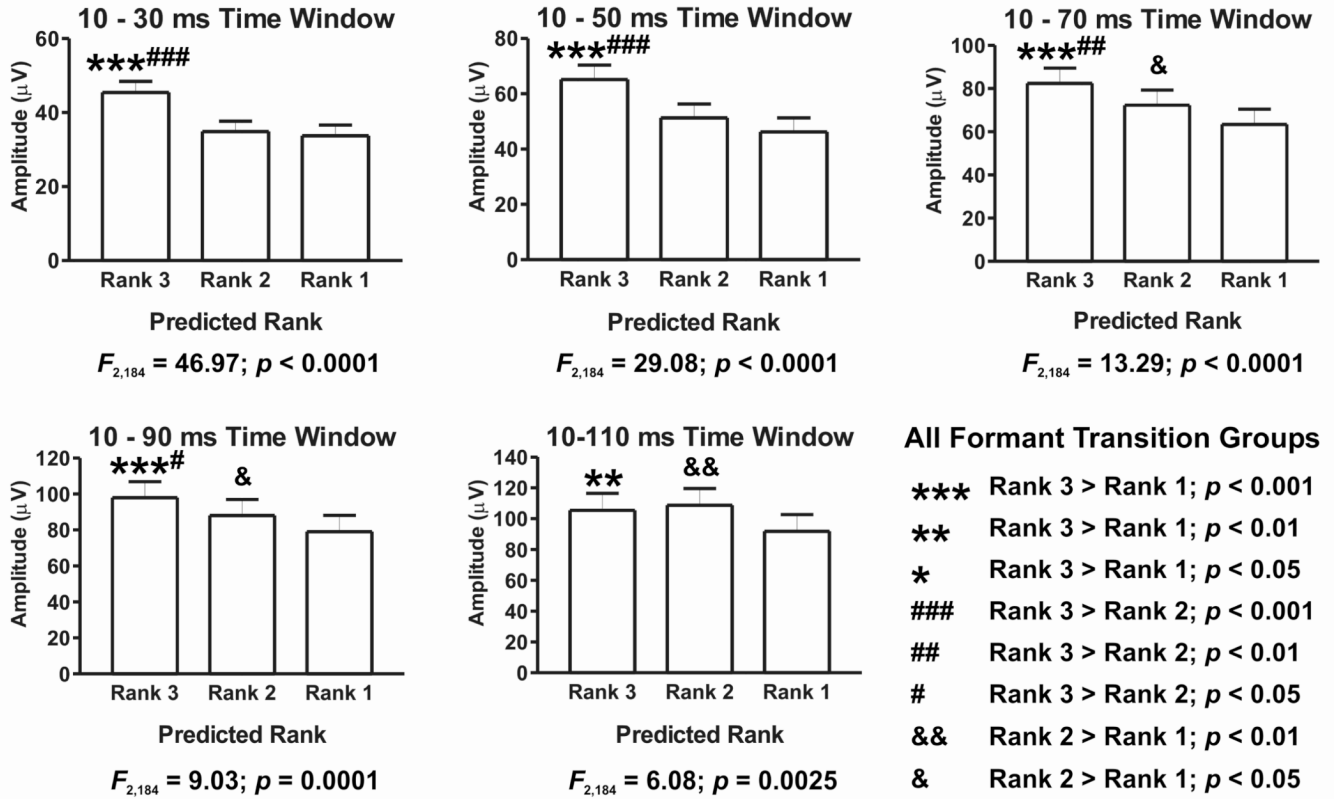 10 - 30 ms Time Window
60
40
20
0
Amplitude (μV)
***###
Rank 3 Rank 2 Rank 1
Predicted Rank
F2,184 = 46.97; p < 0.0001
10 - 50 ms Time Window
80
60
40
20
0
Amplitude (μV)
***###
Rank 3 Rank 2 Rank 1
Predicted Rank
F2,184 = 29.08; p < 0.0001
10 - 70 ms Time Window
100
80
60
40
20
0
Amplitude (μV)
***##
&
Rank 3 Rank 2 Rank 1
Predicted Rank
F2,184 = 13.29; p < 0.0001
10 - 90 ms Time Window
120
100
80
60
40
20
0
Amplitude (μV)
***#
&
Rank 3 Rank 2 Rank 1
Predicted Rank
F2,184 = 9.03; p = 0.0001
10-110 ms Time Window
140
120
100
80
60
40
20
0
Amplitude (μV)
**
&&
Rank 3 Rank 2 Rank 1
Predicted Rank
F2,184 = 6.08; p = 0.0025
All Formant Transition Groups
*** Rank 3 > Rank 1; p < 0.001
** Rank 3 > Rank 1; p < 0.01
* Rank 3 > Rank 1; p < 0.05
### Rank 3 > Rank 2; p < 0.001
## Rank 3 > Rank 2; p < 0.01
# Rank 3 > Rank 2; p < 0.05
&& Rank 2 > Rank 1; p < 0.01
& Rank 2 > Rank 1; p < 0.05